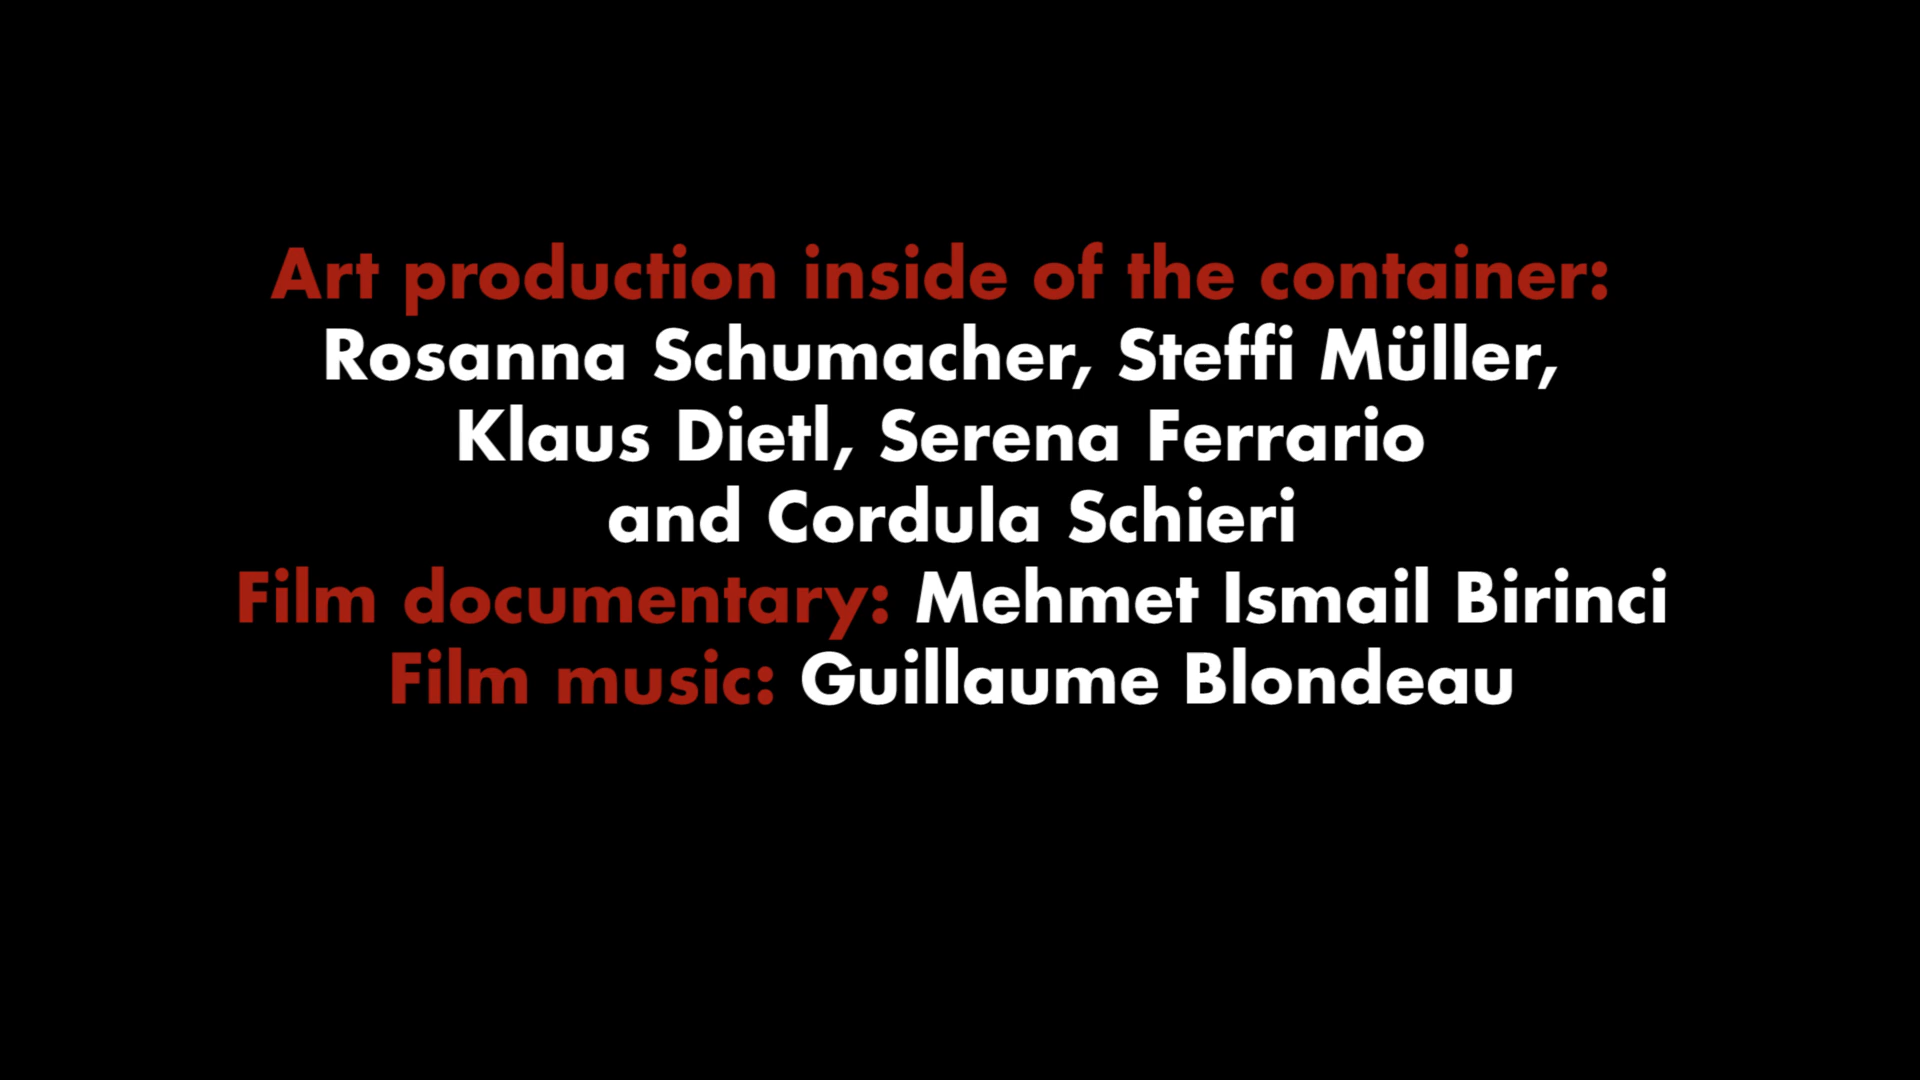 Art production inside of the container:
Rosanna Schumacher, Steffi Müller,
Klaus Dietl, Serena Ferrario
and Cordula Schieri
Film documentary: Mehmet Ismail Birinci
Film music: Guillaume Blondeau